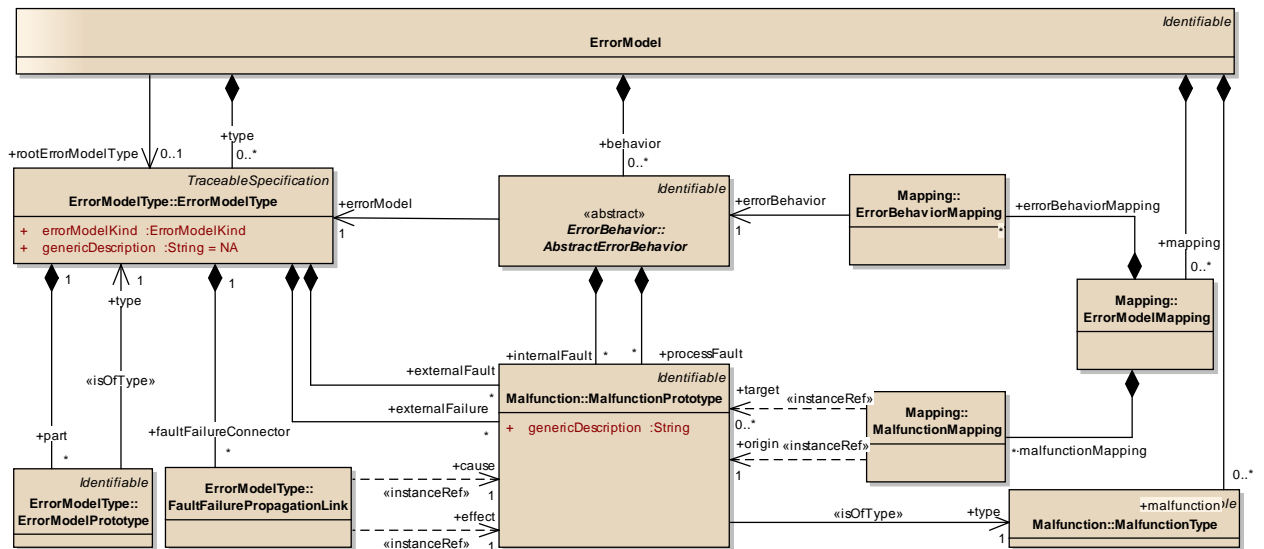 Identifiable
ErrorModel
+type
+rootErrorModelType
0..1
0..*
+behavior
0..*
TraceableSpecification
ErrorModelType::ErrorModelType
+ errorModelKind :ErrorModelKind
+ genericDescription :String = NA
+errorModel
1
Identifiable
«abstract»
ErrorBehavior::
AbstractErrorBehavior
+errorBehavior
1
Mapping::
ErrorBehaviorMapping
*
+errorBehaviorMapping
+mapping
0..*
Mapping::
ErrorModelMapping
1
1
+type
1
«isOfType»
+internalFault
*
*
+processFault
+externalFault
*
+externalFailure
*
Identifiable
Malfunction::MalfunctionPrototype
+ genericDescription :String
+target
«instanceRef»
0..*
+origin
«instanceRef»
1
Mapping::
MalfunctionMapping
*
+malfunctionMapping
+part
*
+faultFailureConnector
*
Identifiable
ErrorModelType::
ErrorModelPrototype
ErrorModelType::
FaultFailurePropagationLink
+cause
«instanceRef»
1
+effect
«instanceRef»
1
«isOfType»
+type
1
0..*
+malfunction
Malfunction::MalfunctionType